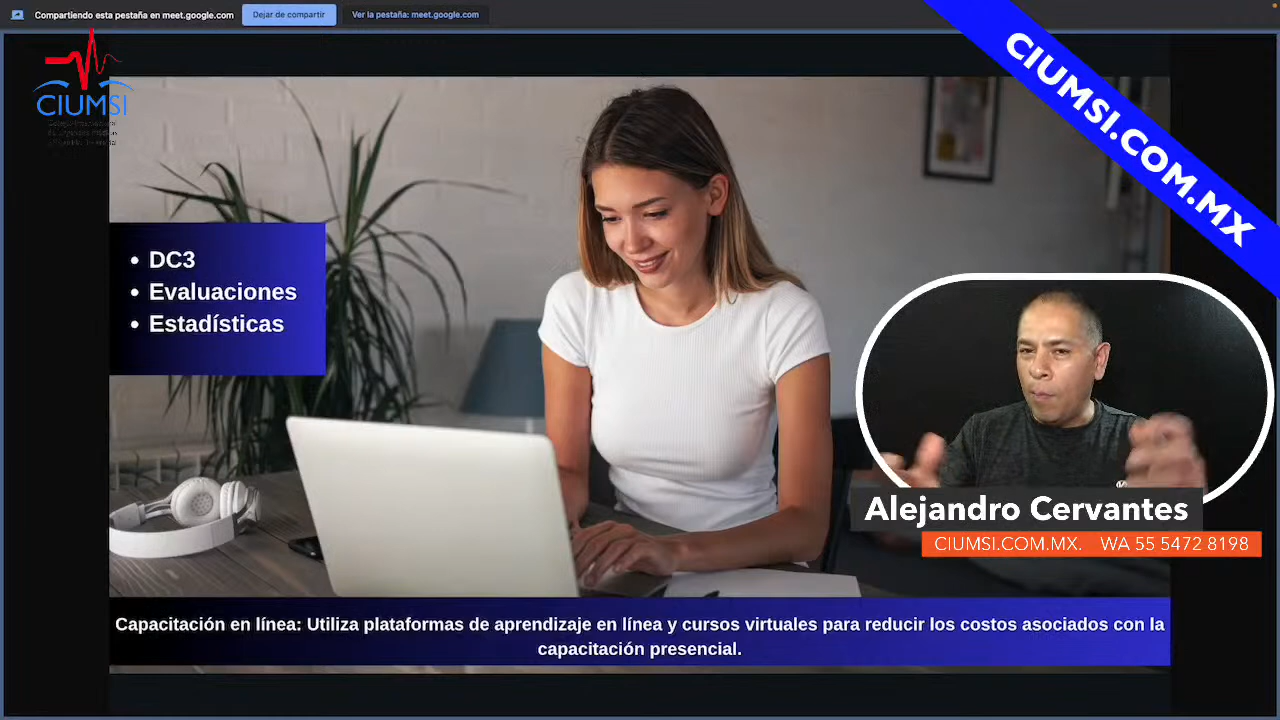 Compartiendo esta pestaña en meet.google.com
Dejar de compartir
Ver la pestaña: meet.google.com
CIUMSI
CIUMSI.COM.MX
• DC3
• Evaluaciones
• Estadísticas
Alejandro Cervantes
CIUMSI.COM.MX. WA 55 5472 8198
Capacitación en línea: Utiliza plataformas de aprendizaje en línea y cursos virtuales para reducir los costos asociados con la
capacitación presencial.